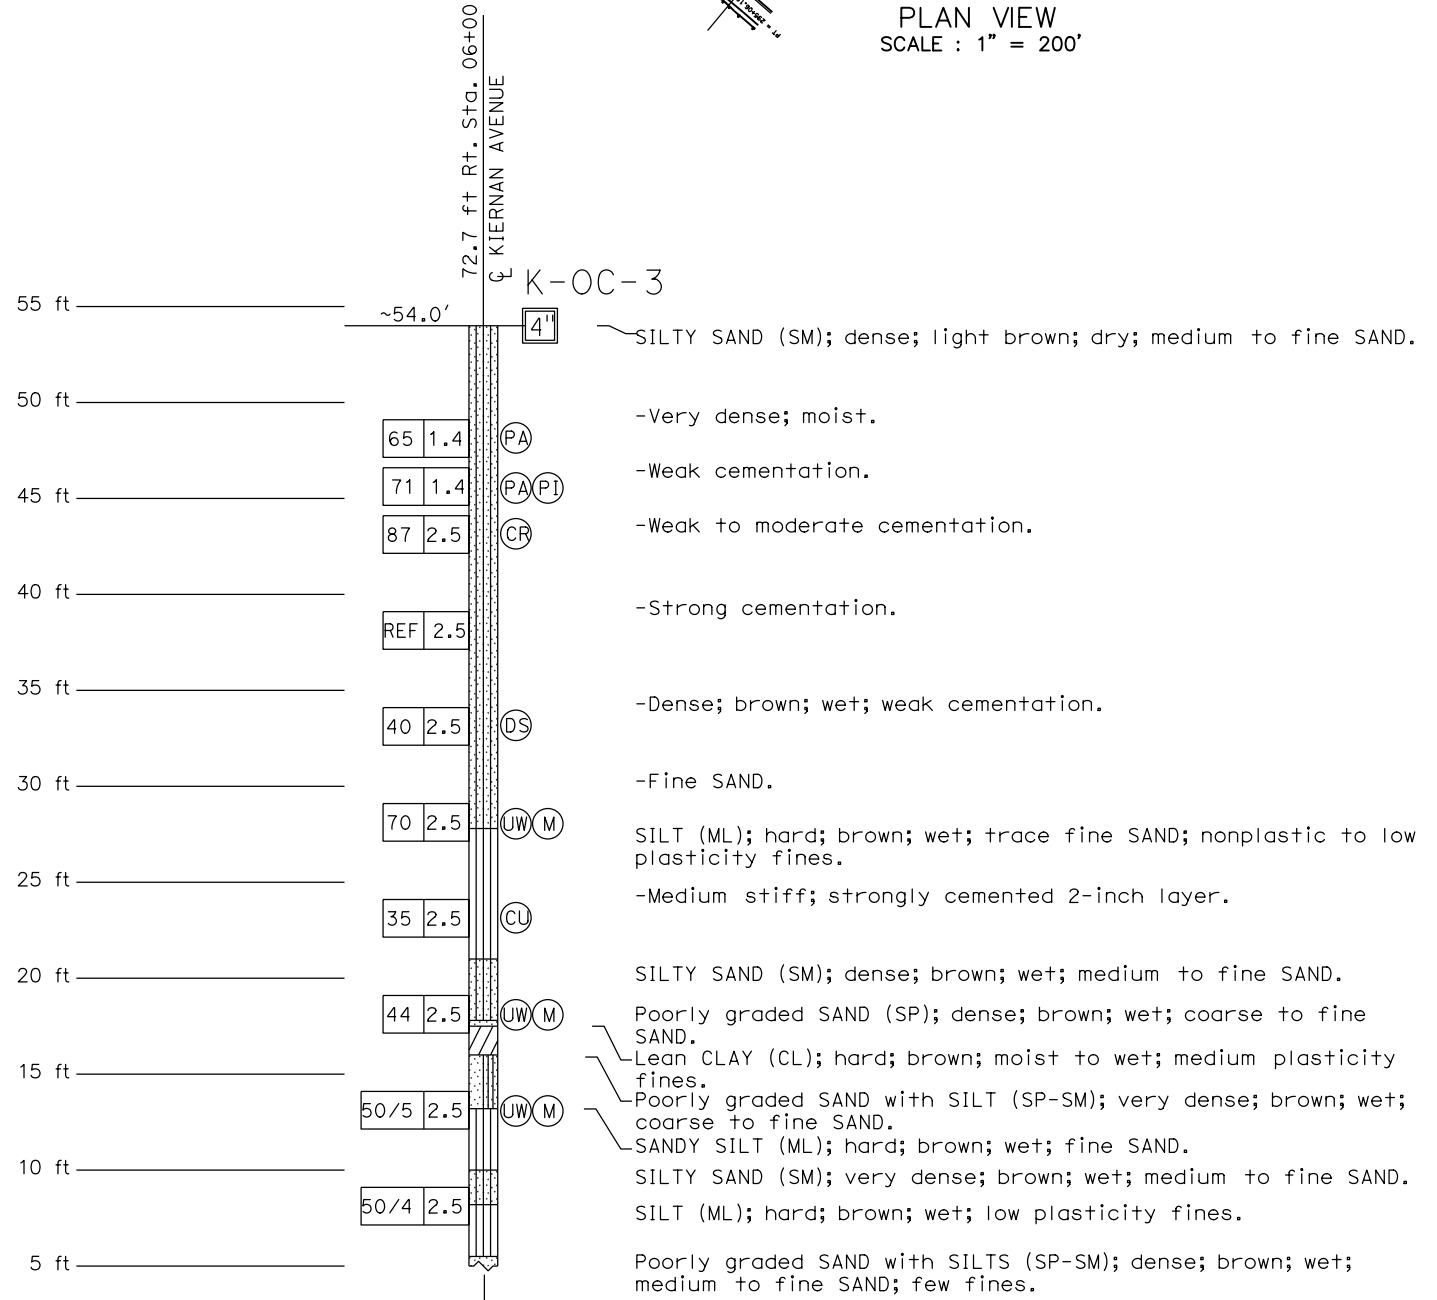 PLAN VIEW
SCALE : 1" = 200'
72.7 ft Rt. Sta. 06+00
℄ KIERNAN AVENUE
K-OC-3
55 ft
~54.0'
4"
SILTY SAND (SM); dense; light brown; dry; medium to fine SAND.
50 ft
-Very dense; moist.
65 1.4 PA
-Weak cementation.
45 ft
71 1.4 PA PI
-Weak to moderate cementation.
87 2.5 CR
40 ft
-Strong cementation.
REF 2.5
35 ft
-Dense; brown; wet; weak cementation.
40 2.5 DS
30 ft
-Fine SAND.
70 2.5 UW M
SILT (ML); hard; brown; wet; trace fine SAND; nonplastic to low
plasticity fines.
25 ft
-Medium stiff; strongly cemented 2-inch layer.
35 2.5 CU
20 ft
SILTY SAND (SM); dense; brown; wet; medium to fine SAND.
44 2.5 UW M
Poorly graded SAND (SP); dense; brown; wet; coarse to fine
SAND.
Lean CLAY (CL); hard; brown; moist to wet; medium plasticity
fines.
15 ft
Poorly graded SAND with SILT (SP-SM); very dense; brown; wet;
coarse to fine SAND.
50/5 2.5 UW M
SANDY SILT (ML); hard; brown; wet; fine SAND.
10 ft
SILTY SAND (SM); very dense; brown; wet; medium to fine SAND.
50/4 2.5
SILT (ML); hard; brown; wet; low plasticity fines.
5 ft
Poorly graded SAND with SILTS (SP-SM); dense; brown; wet;
medium to fine SAND; few fines.